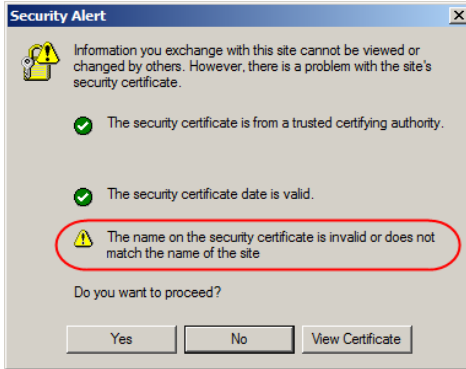 Security Alert
Information you exchange with this site cannot be viewed or
changed by others. However, there is a problem with the site's
security certificate.
The security certificate is from a trusted certifying authority.
The security certificate date is valid.
The name on the security certificate is invalid or does not
match the name of the site
Do you want to proceed?
Yes No View Certificate